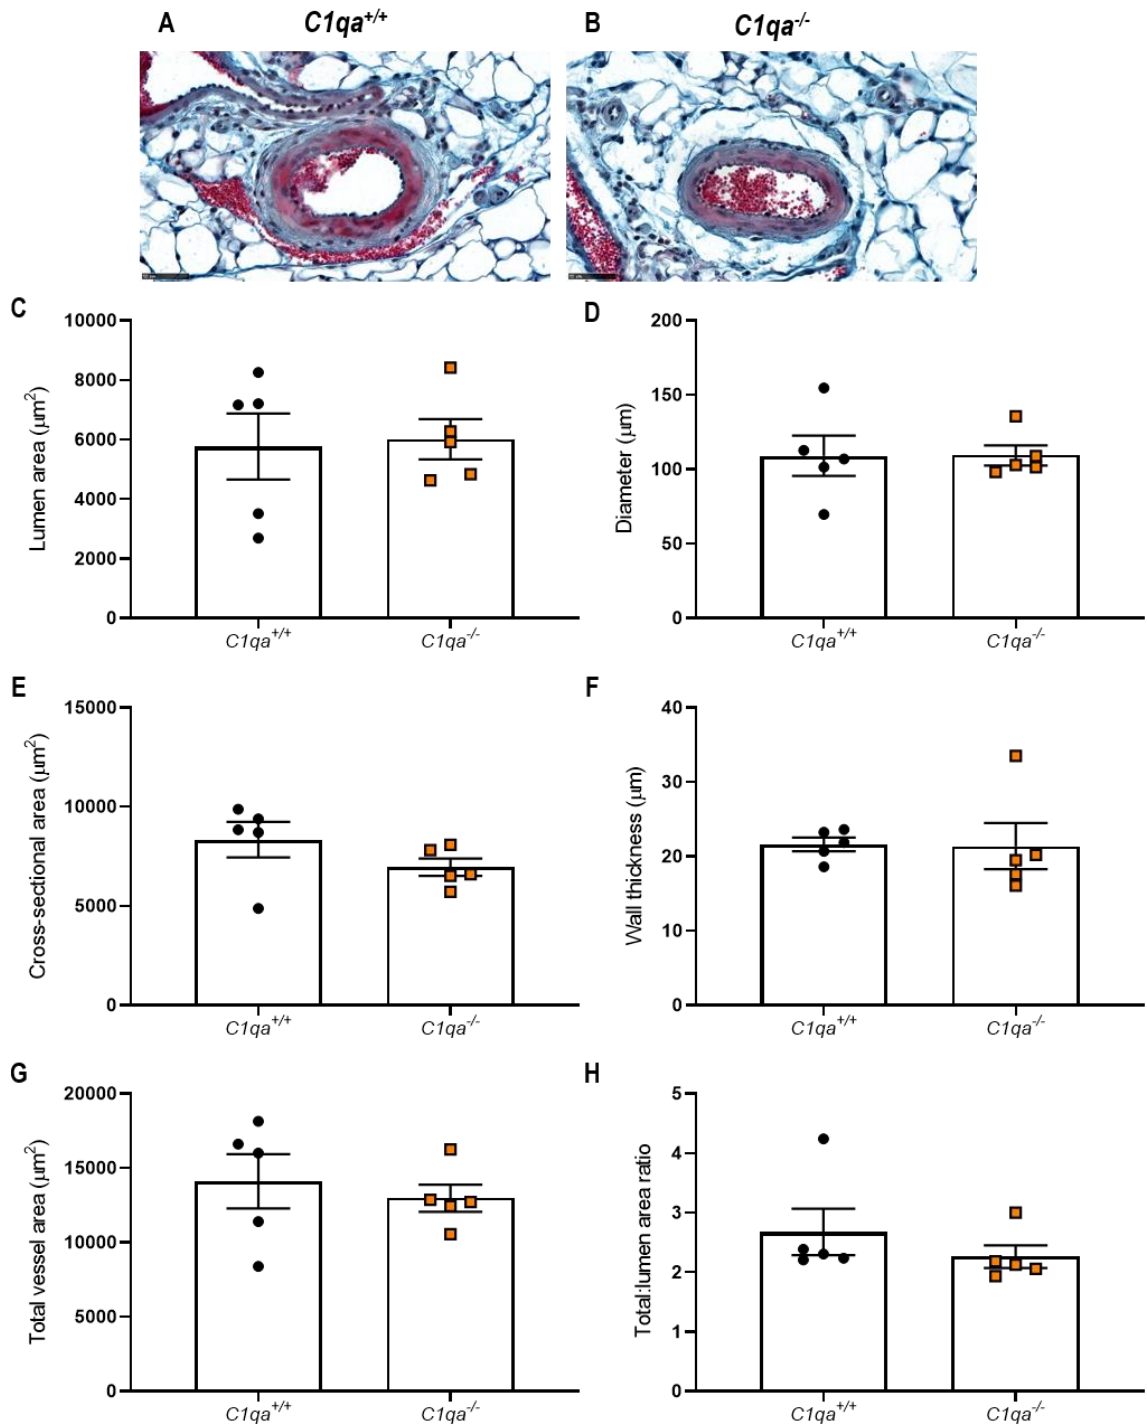 A C1qa+/+ B C1qa-/-
C D
10000
8000
6000
4000
2000
0
Lumen area (µm²)
C1qa+/+ C1qa-/-
200
150
100
50
0
Diameter (µm)
C1qa+/+ C1qa-/-
E F
15000
10000
5000
0
Cross-sectional area (µm²)
C1qa+/+ C1qa-/-
40
30
20
10
0
Wall thickness (µm)
C1qa+/+ C1qa-/-
G H
20000
15000
10000
5000
0
Total vessel area (µm²)
C1qa+/+ C1qa-/-
5
4
3
2
1
0
Total:lumen area ratio
C1qa+/+ C1qa-/-